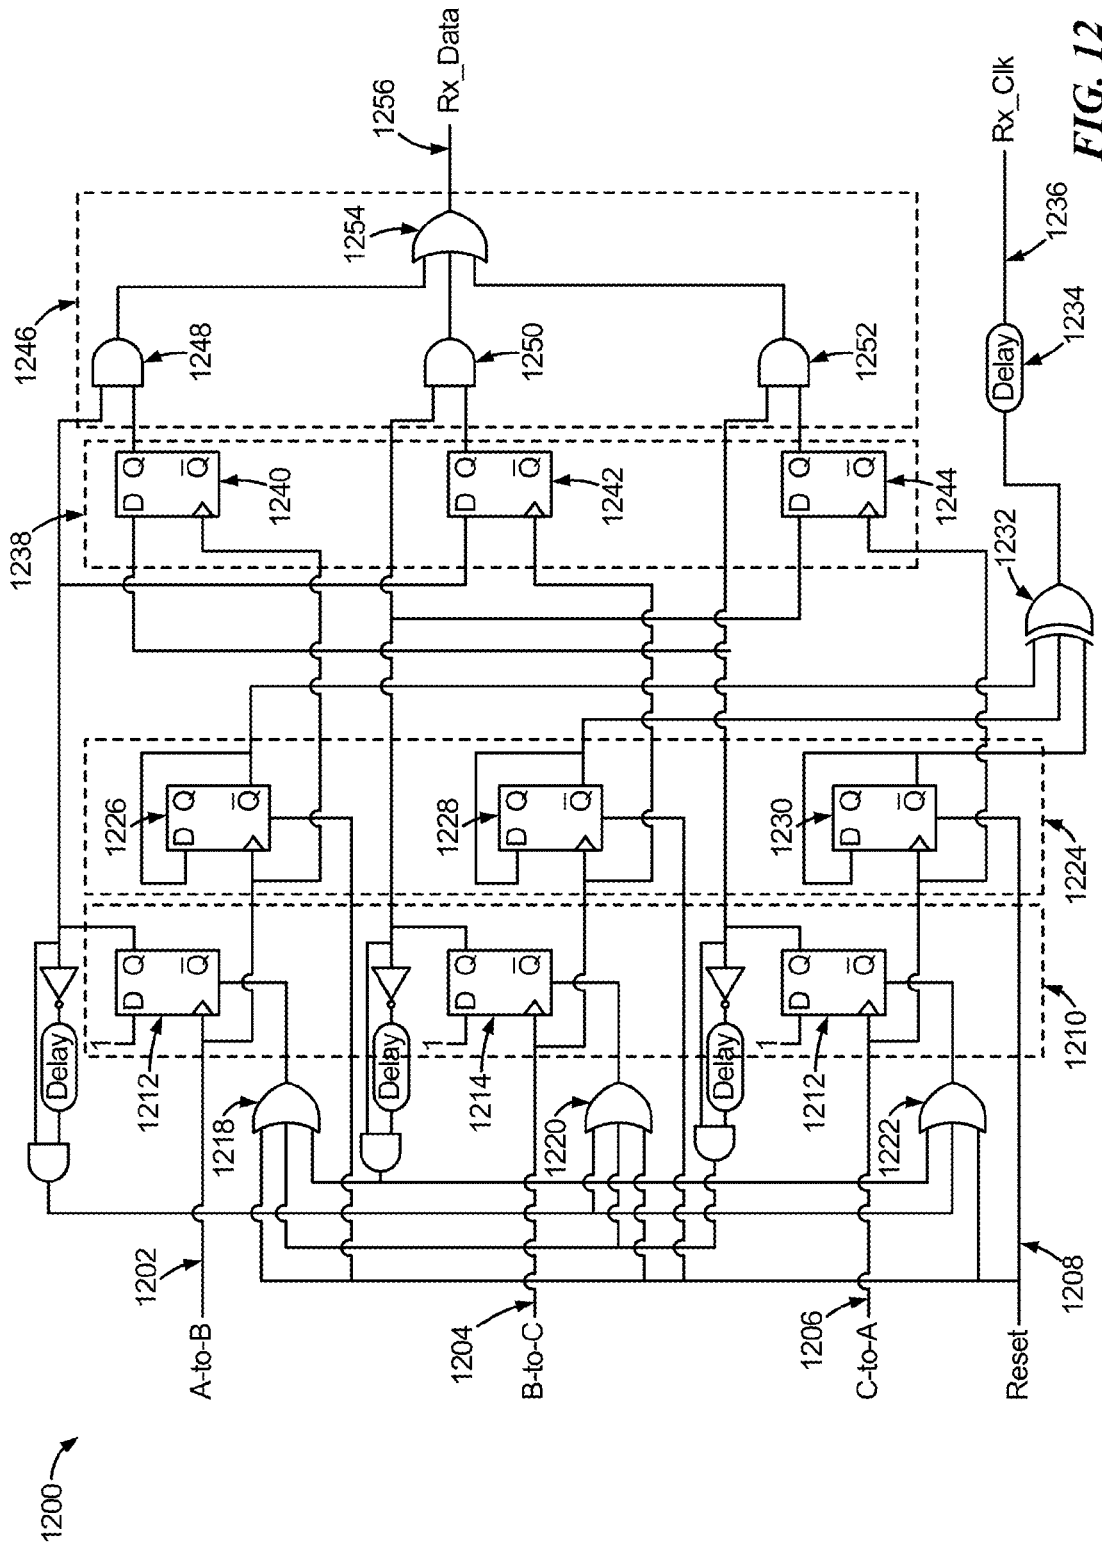 1200
A-to-B
1202
B-to-C
1204
C-to-A
1206
Reset
1208
Delay
1
D Q
Q
1212
1218
Delay
1
D Q
Q
1214
1220
Delay
1
D Q
Q
1212
1222
1210
1226
D Q
Q
1228
D Q
Q
1230
D Q
Q
1224
1232
Delay
1234
1236
Rx_Clk
1238
D Q
Q
1240
D Q
Q
1242
D Q
Q
1244
1246
1248
1250
1252
1254
1256
Rx_Data
FIG. 12